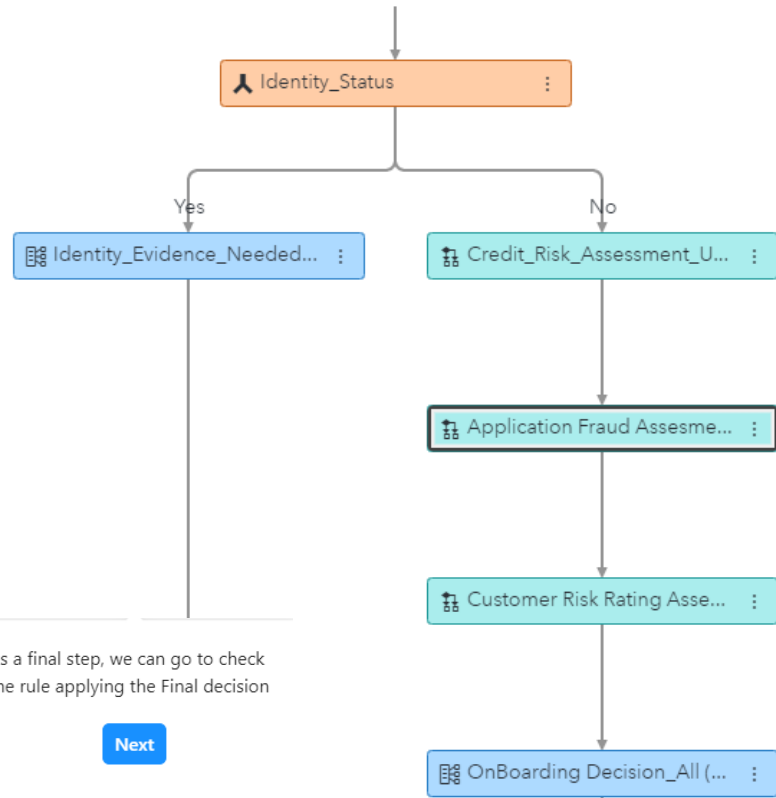 Identity_Status
Yes
No
Identity_Evidence_Needed...
Credit_Risk_Assessment_U...
Application Fraud Assesme...
Customer Risk Rating Asse...
s a final step, we can go to check
he rule applying the Final decision
Next
OnBoarding Decision_All (...